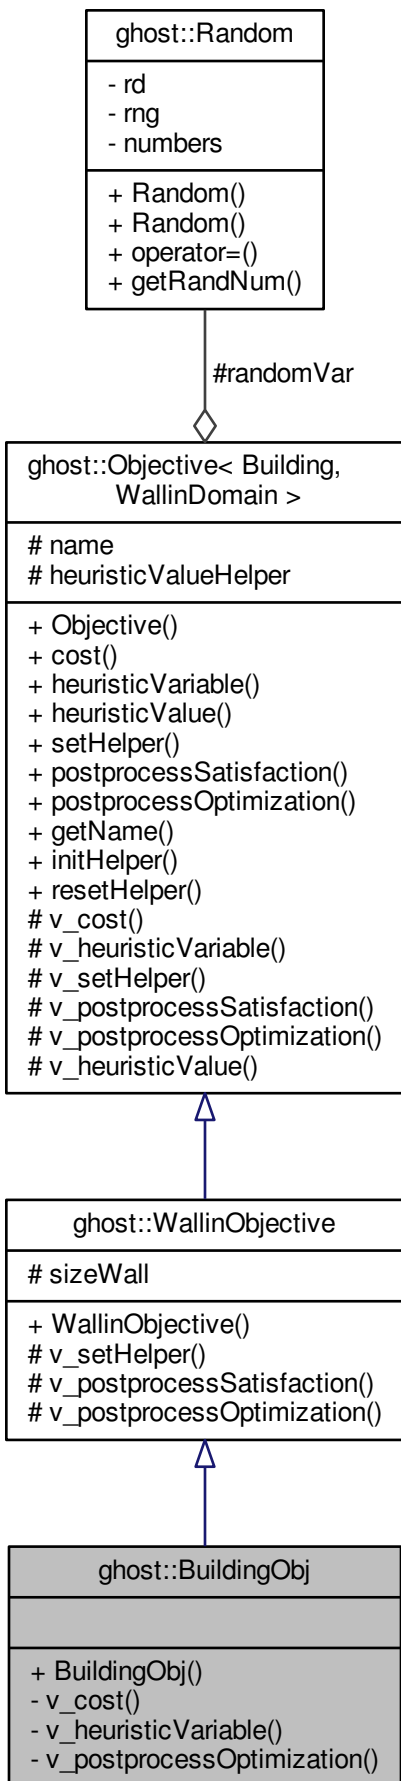 ghost::Random
- rd
- rng
- numbers
+ Random()
+ Random()
+ operator=()
+ getRandNum()
#randomVar
ghost::Objective< Building,
WallinDomain >
# name
# heuristicValueHelper
+ Objective()
+ cost()
+ heuristicVariable()
+ heuristicValue()
+ setHelper()
+ postprocessSatisfaction()
+ postprocessOptimization()
+ getName()
+ initHelper()
+ resetHelper()
# v_cost()
# v_heuristicVariable()
# v_setHelper()
# v_postprocessSatisfaction()
# v_postprocessOptimization()
# v_heuristicValue()
ghost::WallinObjective
# sizeWall
+ WallinObjective()
# v_setHelper()
# v_postprocessSatisfaction()
# v_postprocessOptimization()
ghost::BuildingObj
+ BuildingObj()
- v_cost()
- v_heuristicVariable()
- v_postprocessOptimization()